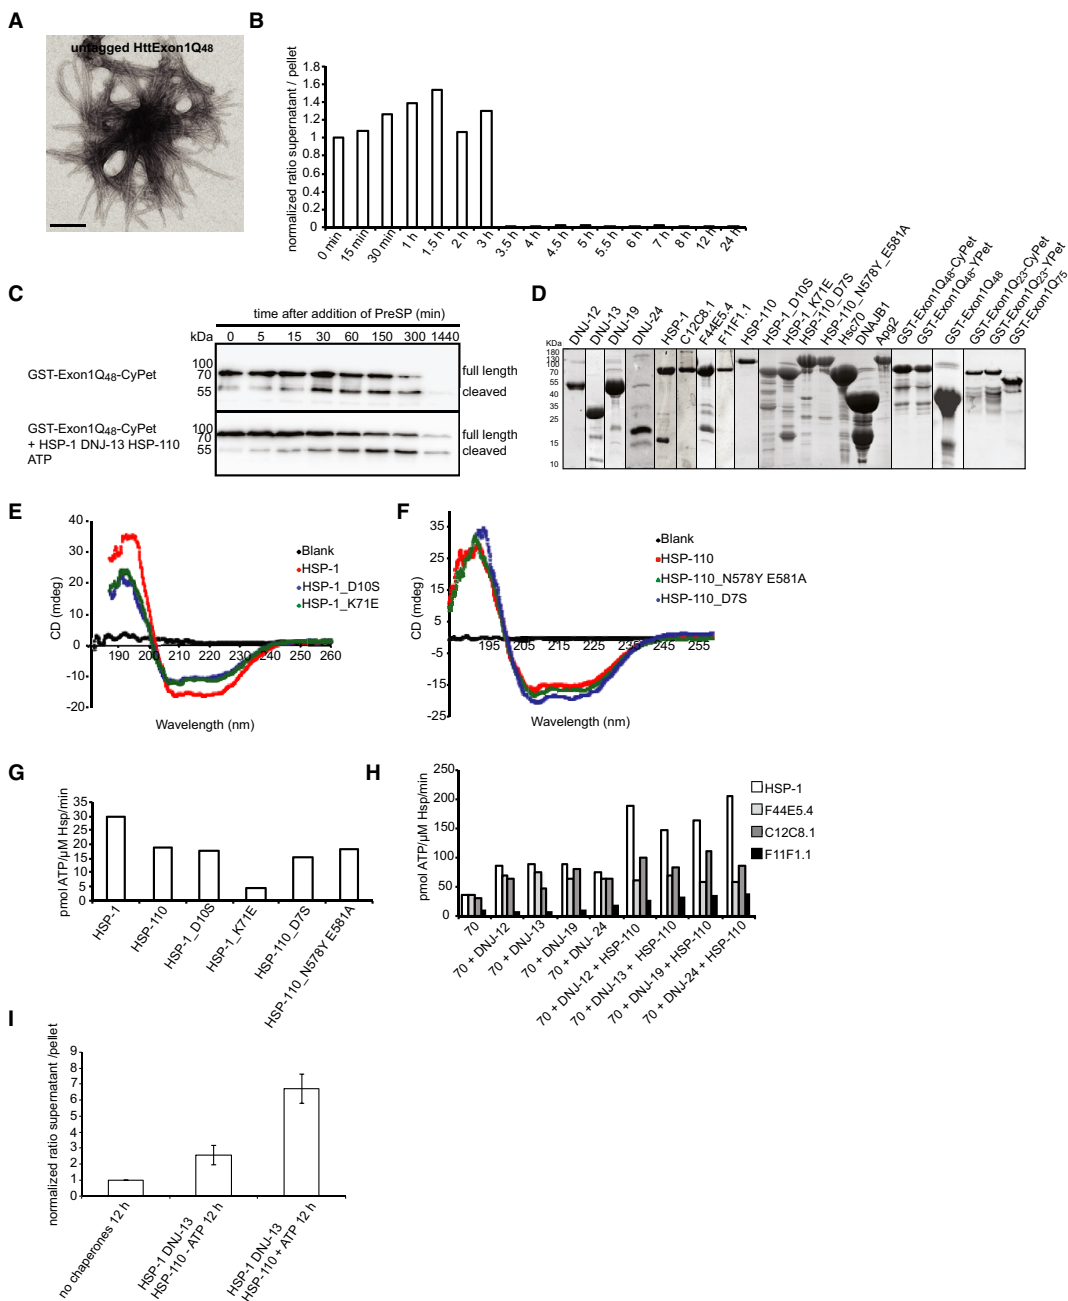 A
untagged HttExon1Q48
B
normalized ratio supernatant / pellet
1.8
1.6
1.4
1.2
1
0.8
0.6
0.4
0.2
0
0 min
15 min
30 min
1 h
1.5 h
2 h
3 h
3.5 h
4 h
4.5 h
5 h
5.5 h
6 h
7 h
8 h
12 h
24 h
C
time after addition of PreSP (min)
kDa 0 5 15 30 60 150 300 1440
GST-Exon1Q48-CyPet
100
70
55
full length
cleaved
GST-Exon1Q48-CyPet
+ HSP-1 DNJ-13 HSP-110
ATP
100
70
55
full length
cleaved
D
DNJ-12
DNJ-13
DNJ-19
DNJ-24
HSP-1
C12C8.1
F44E5.4
F11F1.1
HSP-110
HSP-1_D10S
HSP-1_K71E
HSP-110_D7S
HSP-110_N578Y_E581A
Hsc70
DNAJB1
Apg2
GST-Exon1Q48-CyPet
GST-Exon1Q48-YPet
GST-Exon1Q48
GST-Exon1Q23-CyPet
GST-Exon1Q23-YPet
GST-Exon1Q75
KDa
180
130
100
70
55
40
35
25
15
10
E
CD (mdeg)
40
30
20
10
0
-10
-20
190 200 210 220 230 240 250 260
Wavelength (nm)
Blank
HSP-1
HSP-1_D10S
HSP-1_K71E
F
CD (mdeg)
35
25
15
5
-5
-15
-25
195 205 215 225 235 245 255
Wavelength (nm)
Blank
HSP-110
HSP-110_N578Y E581A
HSP-110_D7S
G
pmol ATP/µM Hsp/min
35
30
25
20
15
10
5
0
HSP-1
HSP-110
HSP-1_D10S
HSP-1_K71E
HSP-110_D7S
HSP-110_N578Y E581A
H
pmol ATP/µM Hsp/min
250
200
150
100
50
0
70
70 + DNJ-12
70 + DNJ-13
70 + DNJ-19
70 + DNJ- 24
70 + DNJ-12 + HSP-110
70 + DNJ-13 + HSP-110
70 + DNJ-19 + HSP-110
70 + DNJ-24 + HSP-110
HSP-1
F44E5.4
C12C8.1
F11F1.1
I
normalized ratio supernatant /pellet
9
8
7
6
5
4
3
2
1
0
no chaperones 12 h
HSP-1 DNJ-13
HSP-110 - ATP 12 h
HSP-1 DNJ-13
HSP-110 + ATP 12 h